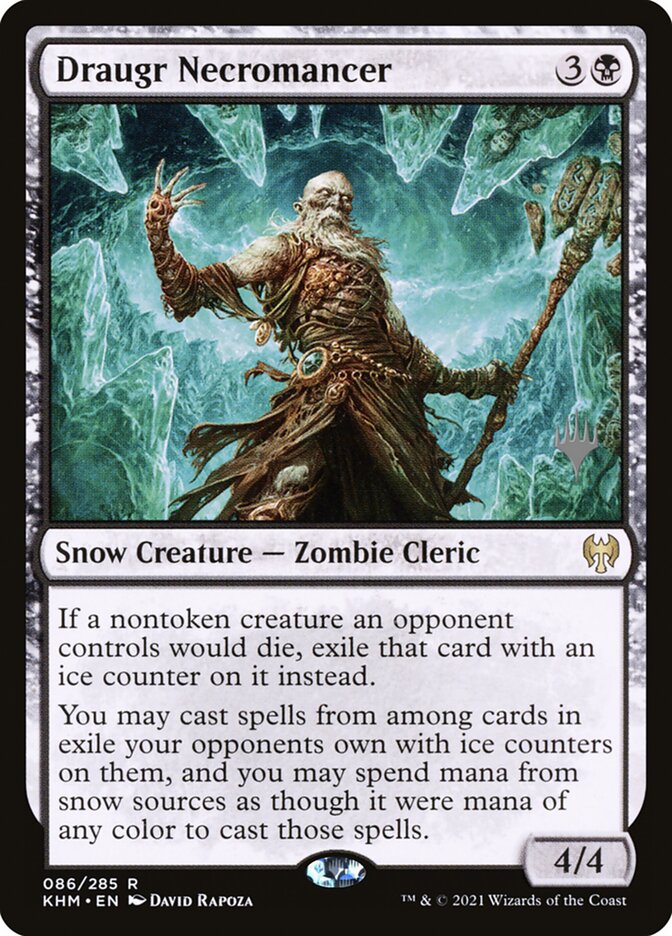 Draugr Necromancer 3
Snow Creature — Zombie Cleric
If a nontoken creature an opponent
controls would die, exile that card with an
ice counter on it instead.
You may cast spells from among cards in
exile your opponents own with ice counters
on them, and you may spend mana from
snow sources as though it were mana of
any color to cast those spells.
4/4
086/285 R
KHM • EN DAVID RAPOZA
™ & © 2021 Wizards of the Coast